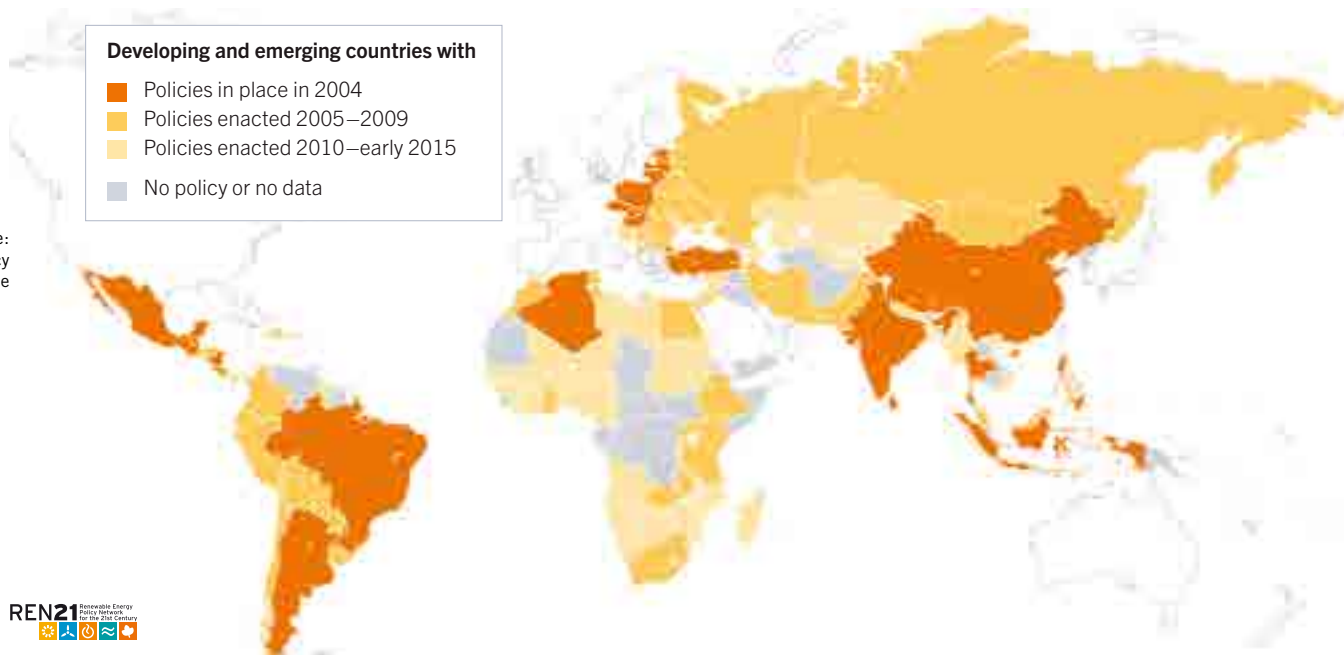 Developing and emerging countries with
Policies in place in 2004
Policies enacted 2005–2009
Policies enacted 2010–early 2015
No policy or no data
e:
cy
e
REN21 Renewable Energy
Policy Network
for the 21st Century